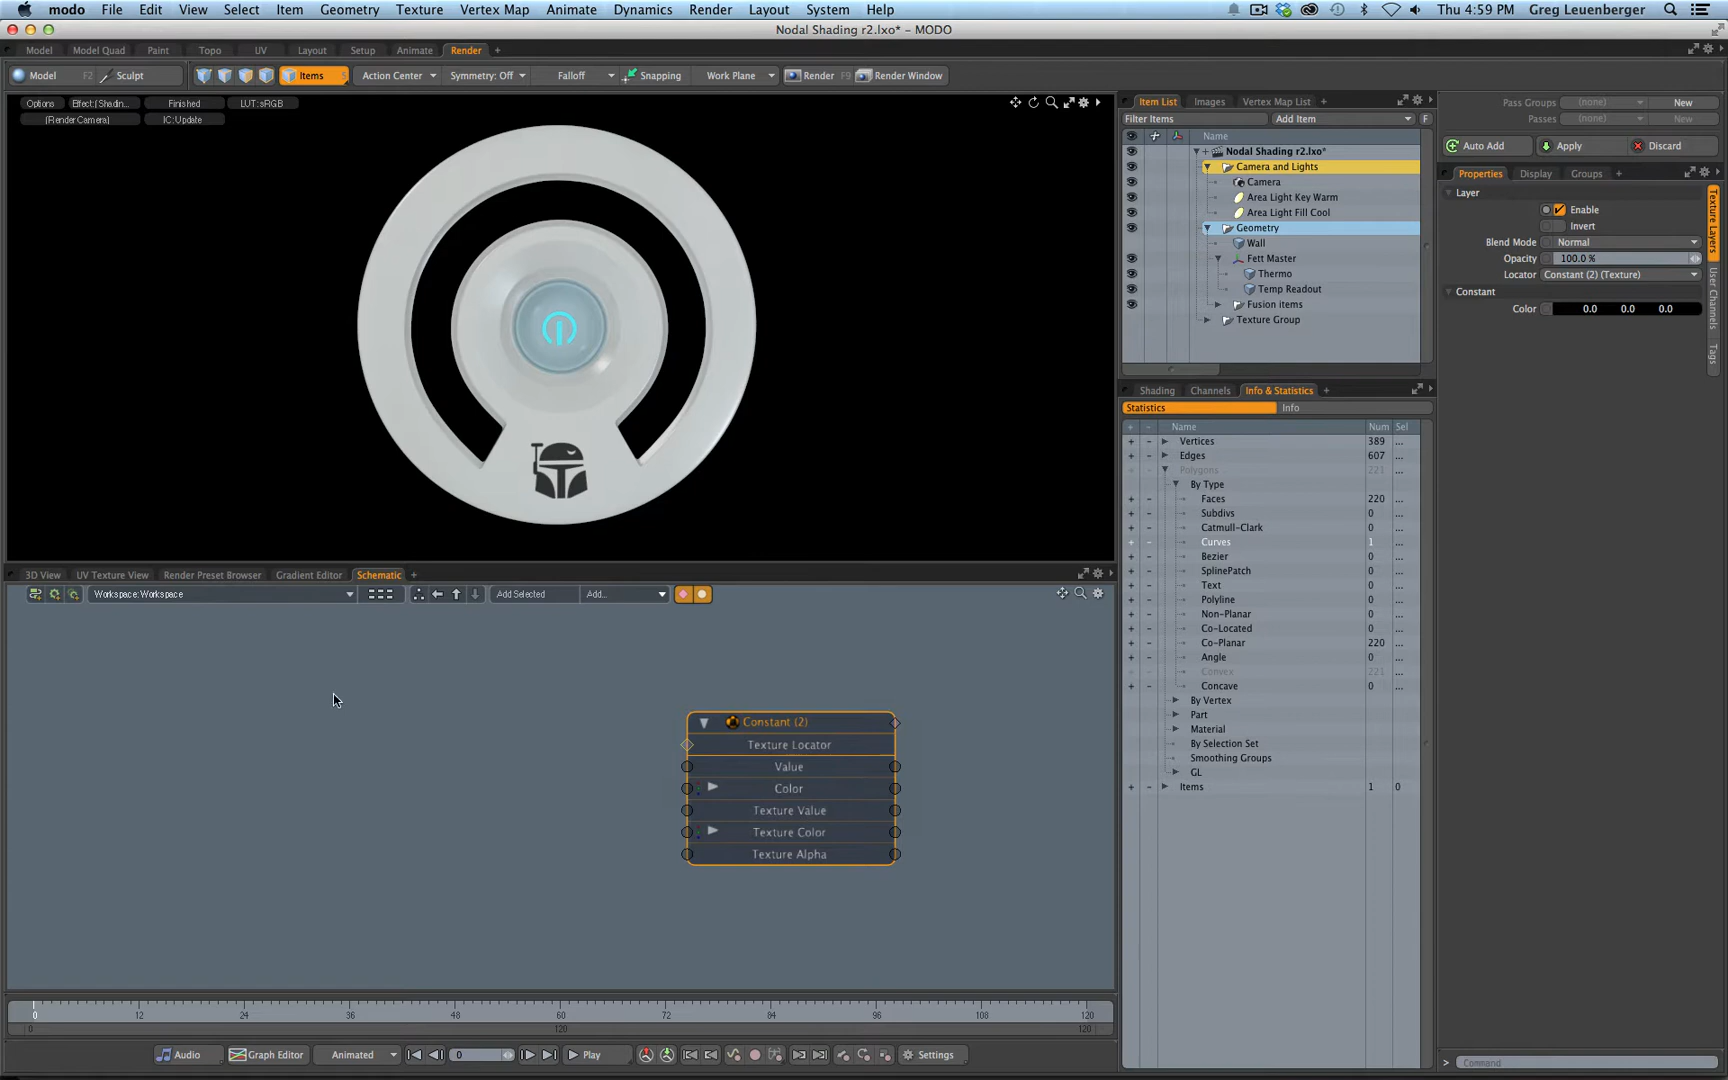 modo File Edit View Select Item Geometry Texture Vertex Map Animate Dynamics Render Layout System Help Thu 4:59 PM Greg Leuenberger
Nodal Shading r2.lxo* – MODO
Model Model Quad Paint Topo UV Layout Setup Animate Render +
Model F2 Sculpt Items 5 Action Center Symmetry: Off Falloff Snapping Work Plane Render F9 Render Window
Options Effect:(Shadin... Finished LUT:sRGB
(RenderCamera) IC:Update
Item List Images Vertex Map List +
Filter Items Add Item F
Name
Nodal Shading r2.lxo*
Camera and Lights
Camera
Area Light Key Warm
Area Light Fill Cool
Geometry
Wall
Fett Master
Thermo
Temp Readout
Fusion items
Texture Group
Shading Channels Info & Statistics +
Statistics Info
Name Num Sel
Vertices 389 ...
Edges 607 ...
Polygons 221 ...
By Type
Faces 220 ...
Subdivs 0 ...
Catmull-Clark 0 ...
Curves 1 ...
Bezier 0 ...
SplinePatch 0 ...
Text 0 ...
Polyline 0 ...
Non-Planar 0 ...
Co-Located 0 ...
Co-Planar 220 ...
Angle 0 ...
Convex 221 ...
Concave 0 ...
By Vertex
Part
Material
By Selection Set
Smoothing Groups
GL
Items 1 0
Pass Groups (none) New
Passes (none) New
Auto Add Apply Discard
Properties Display Groups +
Layer
Enable
Invert
Blend Mode Normal
Opacity 100.0 %
Locator Constant (2) (Texture)
Constant
Color 0.0 0.0 0.0
Texture Layers
User Channels
Tags
3D View UV Texture View Render Preset Browser Gradient Editor Schematic +
Workspace:Workspace Add Selected Add...
Constant (2)
Texture Locator
Value
Color
Texture Value
Texture Color
Texture Alpha
0 12 24 36 48 60 72 84 96 108 120
0 120 120
Audio Graph Editor Animated 0 Play Settings
> Command